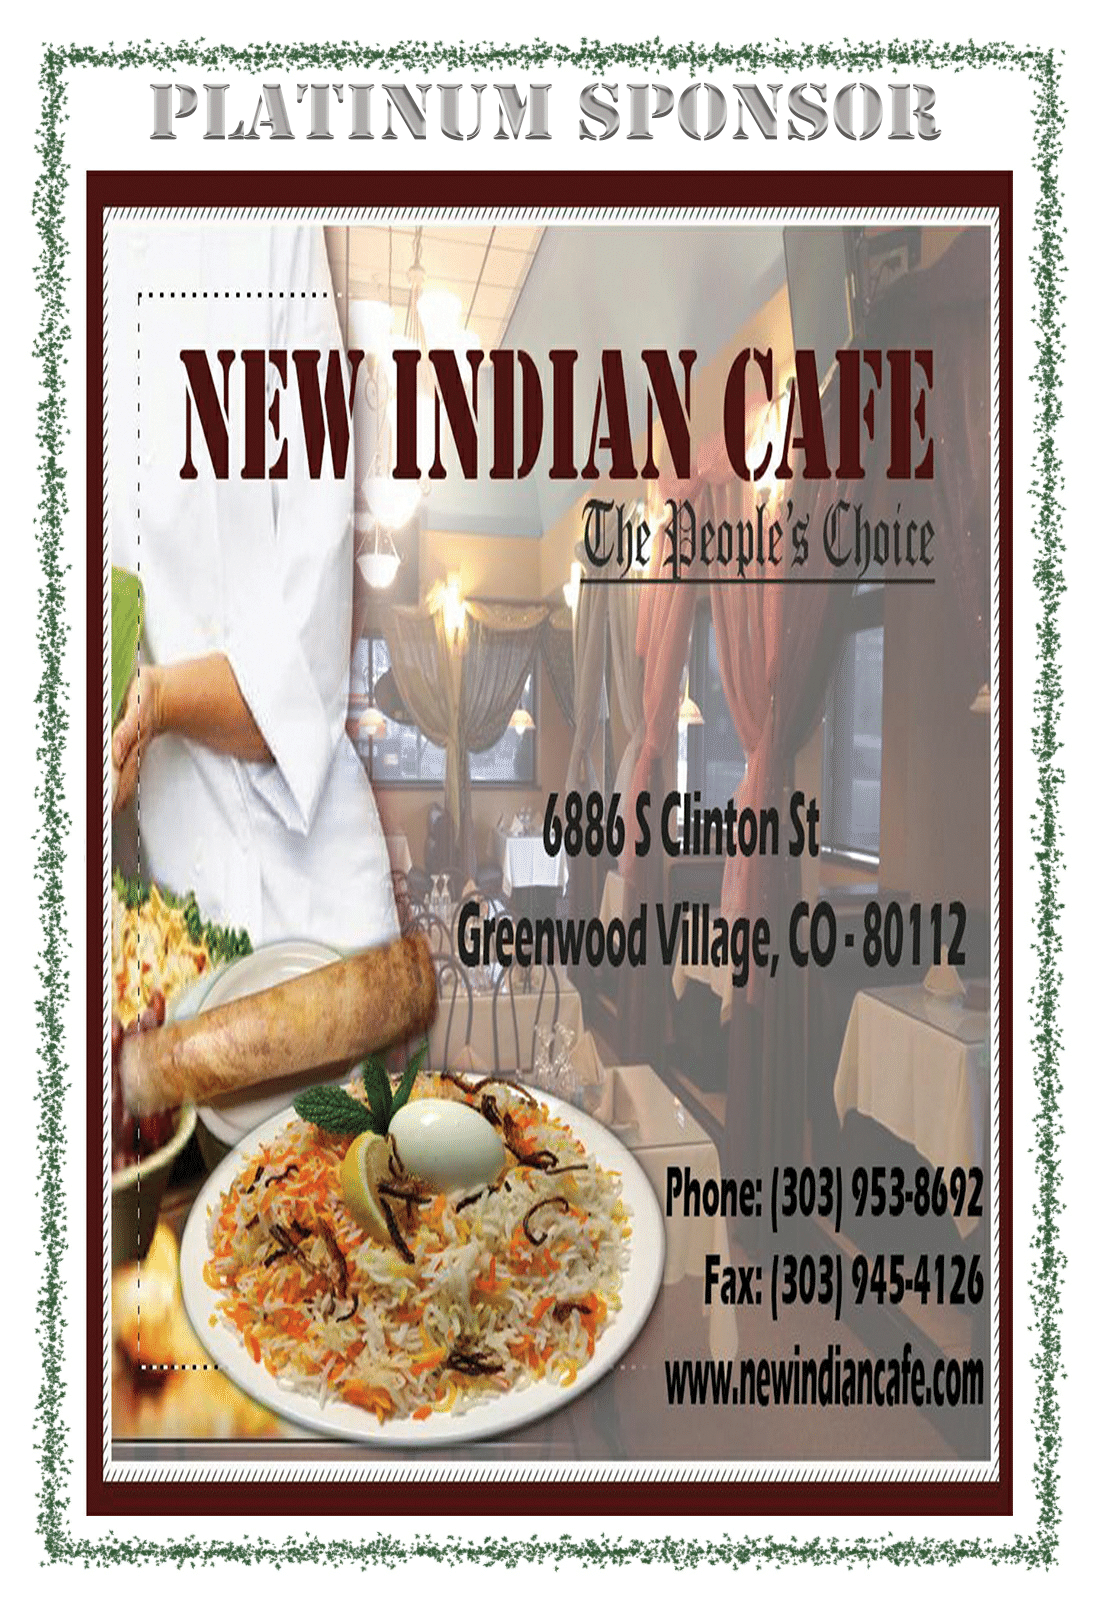 PLATINUM SPONSOR
NEW INDIAN CAFE
The People's Choice
6886 S Clinton St
Greenwood Village, CO - 80112
Phone: (303) 953-8692
Fax: (303) 945-4126
www.newindiancafe.com